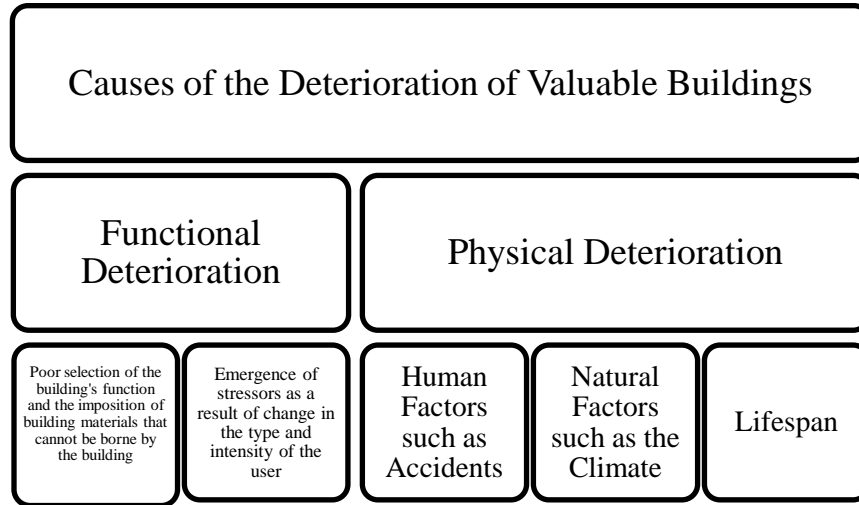 Causes of the Deterioration of Valuable Buildings
Functional
Deterioration
Physical Deterioration
Poor selection of the
building's function
and the imposition of
building materials that
cannot be borne by
the building
Emergence of
stressors as a
result of change in
the type and
intensity of the
user
Human
Factors
such as
Accidents
Natural
Factors
such as the
Climate
Lifespan